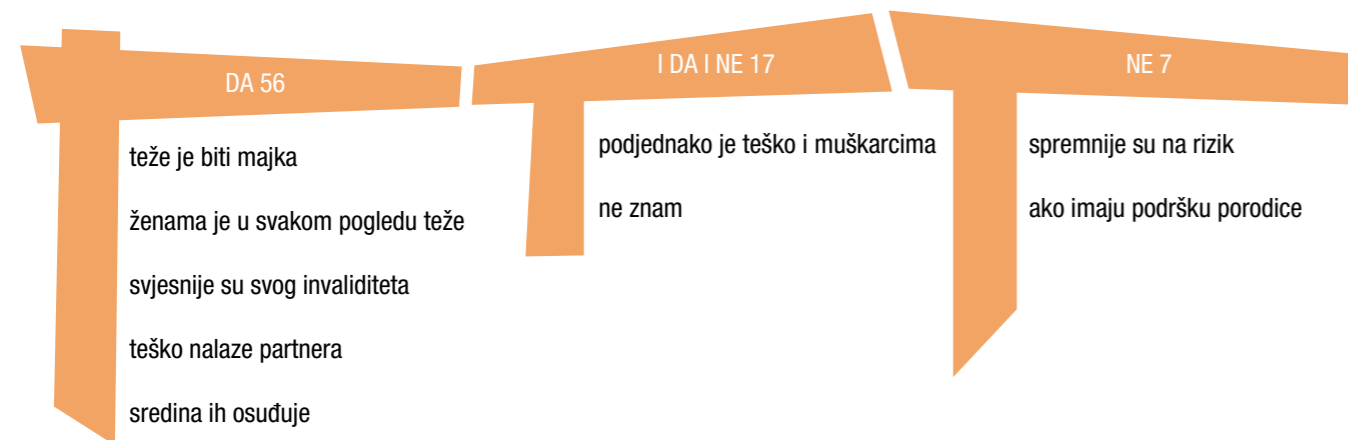 DA 56
teže je biti majka
ženama je u svakom pogledu teže
svjesnije su svog invaliditeta
teško nalaze partnera
sredina ih osuđuje
I DA I NE 17
podjednako je teško i muškarcima
ne znam
NE 7
spremnije su na rizik
ako imaju podršku porodice